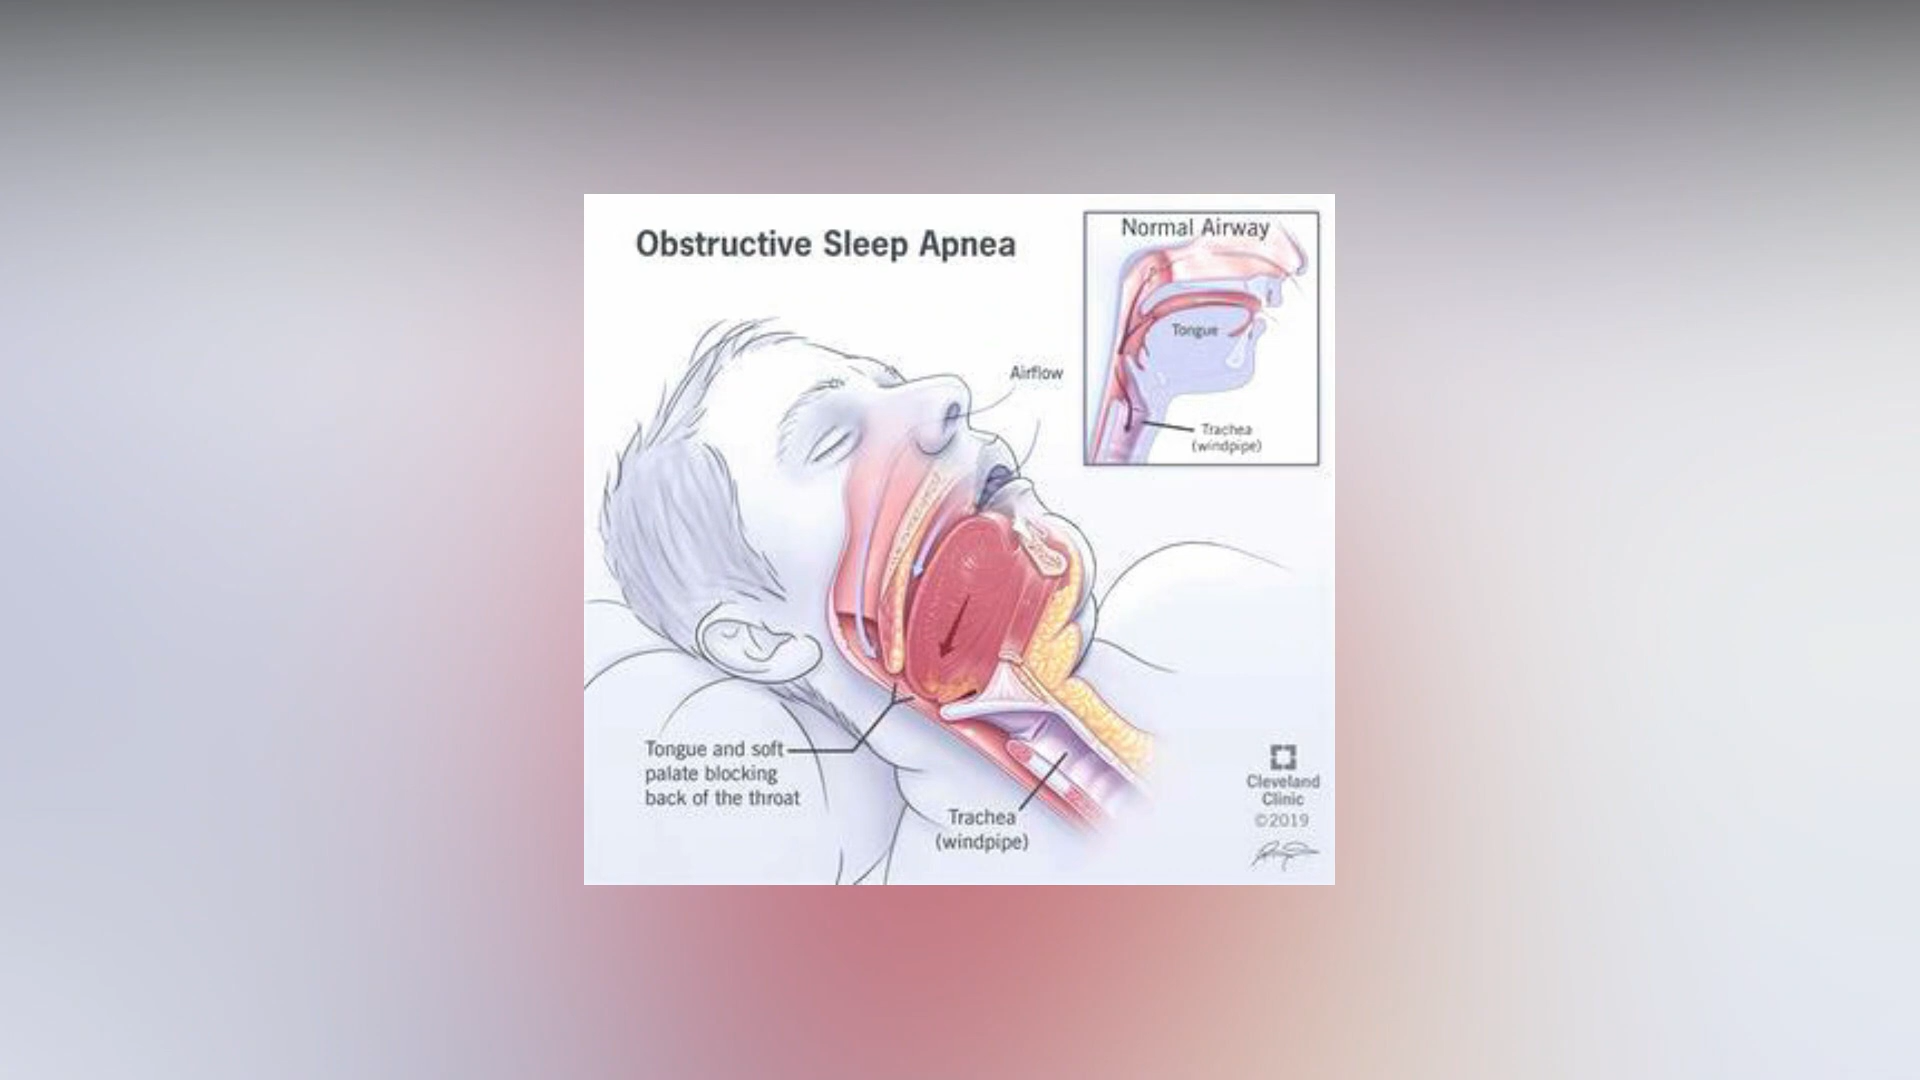 Obstructive Sleep Apnea
Normal Airway
Tongue
Trachea
(windpipe)
Airflow
Tongue and soft
palate blocking
back of the throat
Trachea
(windpipe)
Cleveland
Clinic
©2019